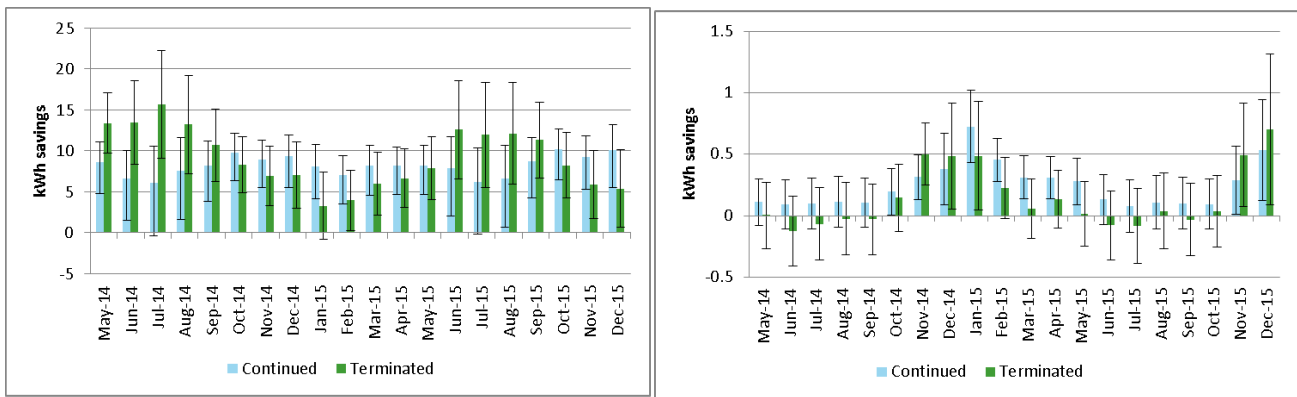 25
20
15
10
5
0
-5
kWh savings
May-14
Jun-14
Jul-14
Aug-14
Sep-14
Oct-14
Nov-14
Dec-14
Jan-15
Feb-15
Mar-15
Apr-15
May-15
Jun-15
Jul-15
Aug-15
Sep-15
Oct-15
Nov-15
Dec-15
Continued Terminated
1.5
1
0.5
0
-0.5
kWh savings
May-14
Jun-14
Jul-14
Aug-14
Sep-14
Oct-14
Nov-14
Dec-14
Jan-15
Feb-15
Mar-15
Apr-15
May-15
Jun-15
Jul-15
Aug-15
Sep-15
Oct-15
Nov-15
Dec-15
Continued Terminated